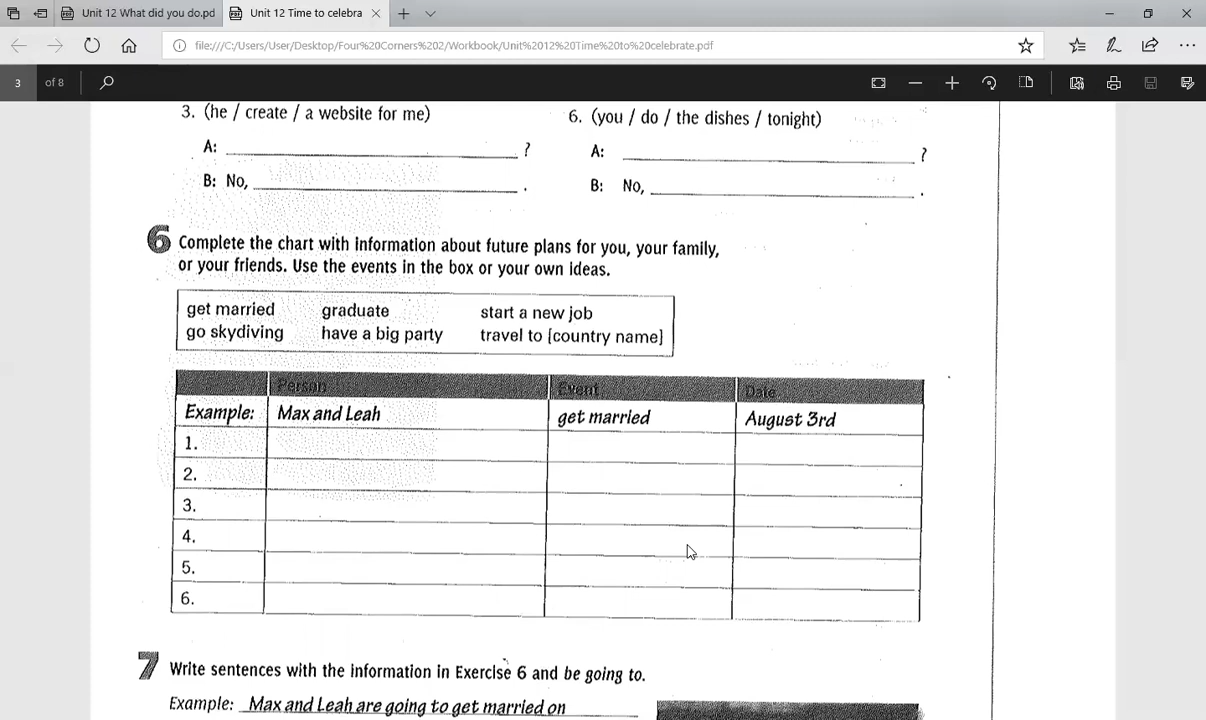 Unit 12 What did you do.pd
Unit 12 Time to celebra
file:///C:/Users/User/Desktop/Four%20Corners%202/Workbook/Unit%2012%20Time%20to%20celebrate.pdf
3 of 8
3. (he / create / a website for me)
A: ?
B: No, .
6. (you / do / the dishes / tonight)
A: ?
B: No, .
6 Complete the chart with information about future plans for you, your family,
or your friends. Use the events in the box or your own ideas.
get married graduate start a new job
go skydiving have a big party travel to [country name]
Person Event Date
Example: Max and Leah get married August 3rd
1.
2.
3.
4.
5.
6.
7 Write sentences with the information in Exercise 6 and be going to.
Example: Max and Leah are going to get married on